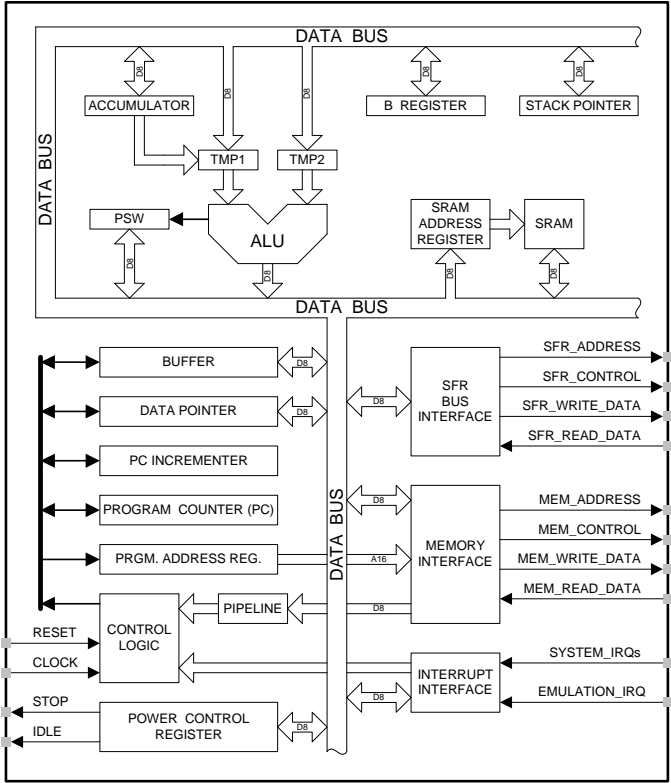 DATA BUS
D8
D8
D8
D8
D8
ACCUMULATOR
B REGISTER
STACK POINTER
DATA BUS
TMP1
TMP2
PSW
ALU
SRAM
ADDRESS
REGISTER
SRAM
D8
D8
D8
D8
DATA BUS
BUFFER
D8
DATA POINTER
D8
PC INCREMENTER
PROGRAM COUNTER (PC)
PRGM. ADDRESS REG.
A16
DATA BUS
D8
SFR
BUS
INTERFACE
SFR_ADDRESS
SFR_CONTROL
SFR_WRITE_DATA
SFR_READ_DATA
D8
MEMORY
INTERFACE
MEM_ADDRESS
MEM_CONTROL
MEM_WRITE_DATA
MEM_READ_DATA
PIPELINE
D8
RESET
CLOCK
CONTROL
LOGIC
INTERRUPT
INTERFACE
SYSTEM_IRQs
EMULATION_IRQ
D8
STOP
IDLE
POWER CONTROL
REGISTER
D8